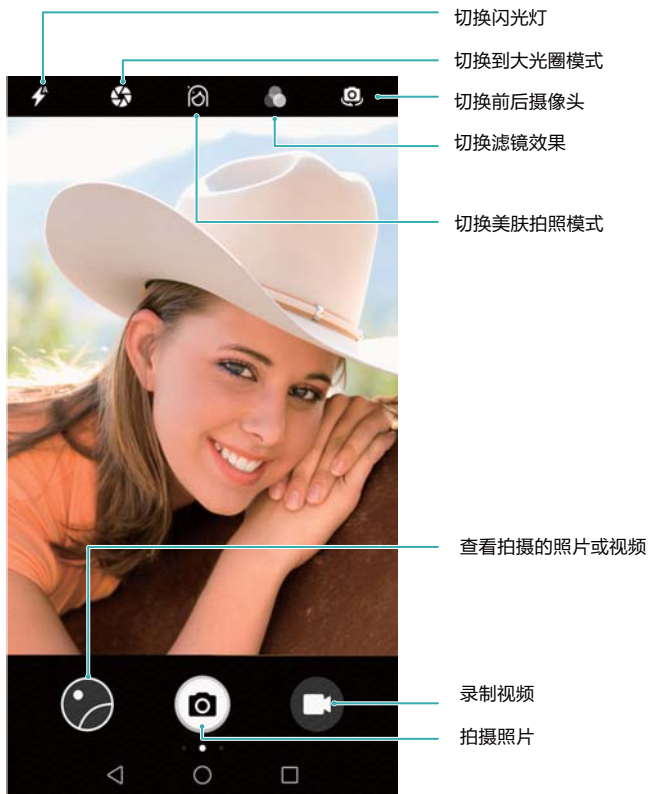 切换闪光灯
切换到大光圈模式
切换前后摄像头
切换滤镜效果
切换美肤拍照模式
查看拍摄的照片或视频
录制视频
拍摄照片